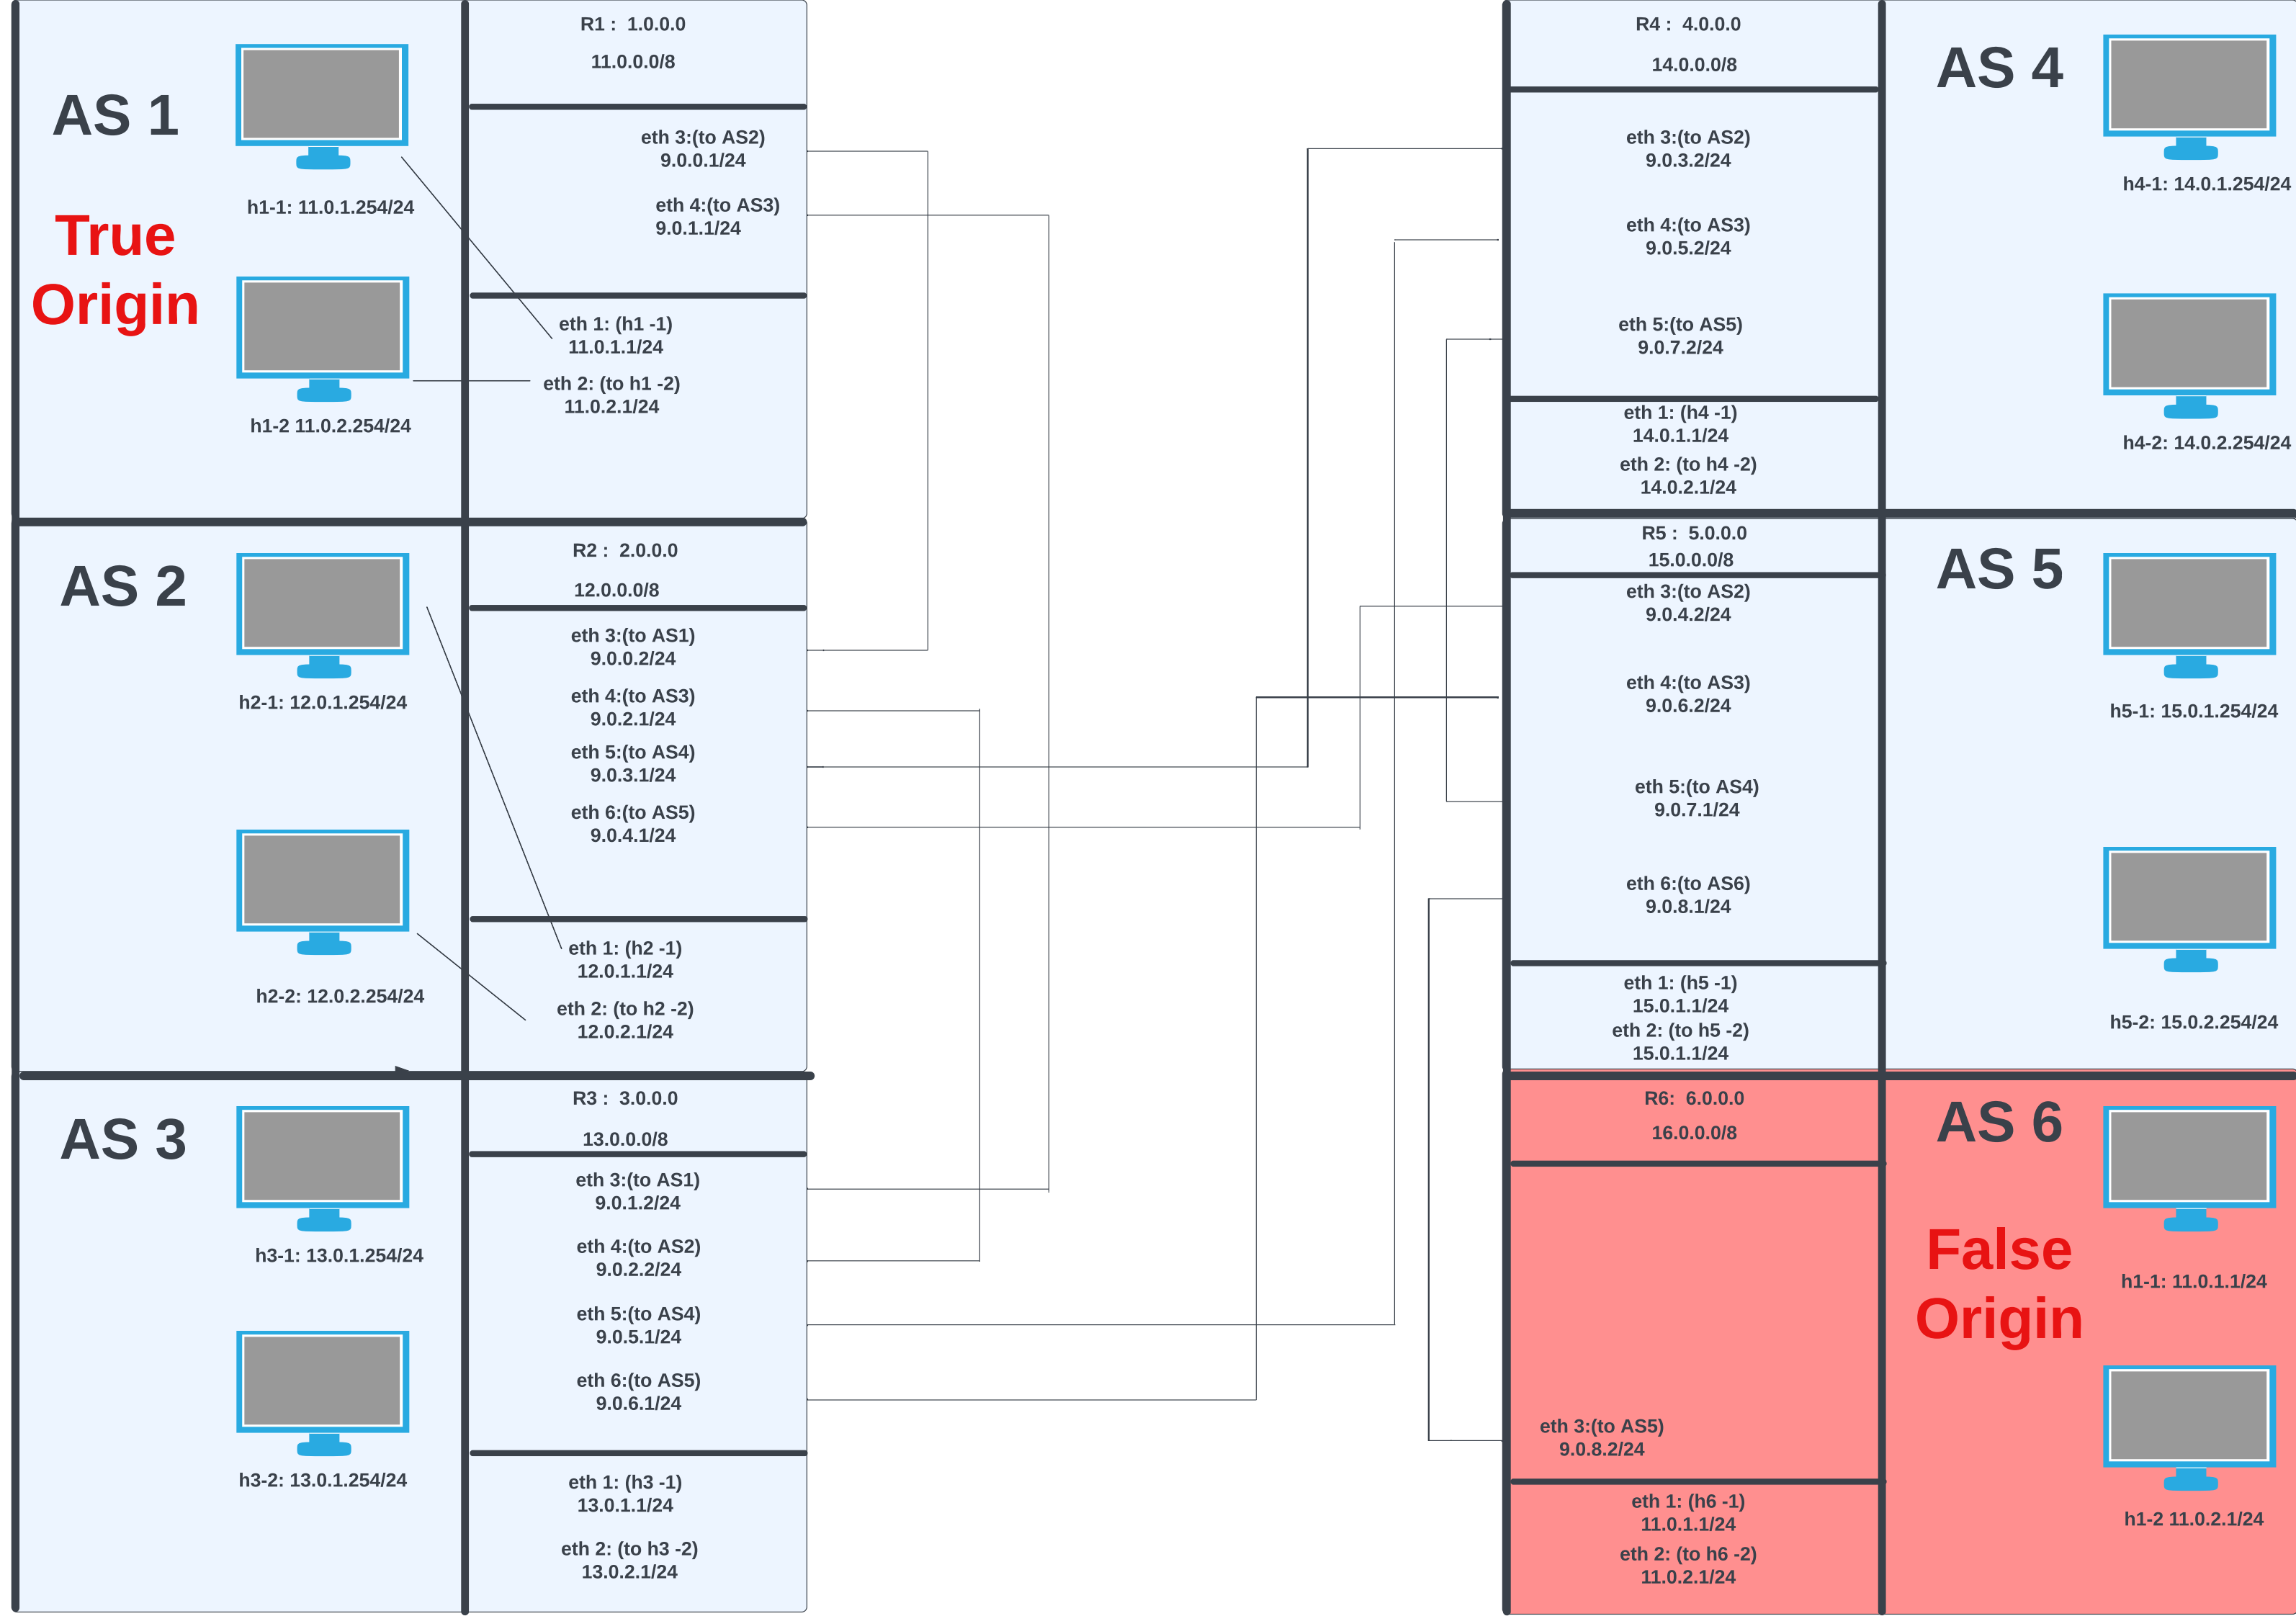 AS 1
True
Origin
h1-1: 11.0.1.254/24
h1-2 11.0.2.254/24
R1 : 1.0.0.0
11.0.0.0/8
eth 3:(to AS2)
9.0.0.1/24
eth 4:(to AS3)
9.0.1.1/24
eth 1: (h1 -1)
11.0.1.1/24
eth 2: (to h1 -2)
11.0.2.1/24
AS 2
h2-1: 12.0.1.254/24
h2-2: 12.0.2.254/24
R2 : 2.0.0.0
12.0.0.0/8
eth 3:(to AS1)
9.0.0.2/24
eth 4:(to AS3)
9.0.2.1/24
eth 5:(to AS4)
9.0.3.1/24
eth 6:(to AS5)
9.0.4.1/24
eth 1: (h2 -1)
12.0.1.1/24
eth 2: (to h2 -2)
12.0.2.1/24
AS 3
h3-1: 13.0.1.254/24
h3-2: 13.0.1.254/24
R3 : 3.0.0.0
13.0.0.0/8
eth 3:(to AS1)
9.0.1.2/24
eth 4:(to AS2)
9.0.2.2/24
eth 5:(to AS4)
9.0.5.1/24
eth 6:(to AS5)
9.0.6.1/24
eth 1: (h3 -1)
13.0.1.1/24
eth 2: (to h3 -2)
13.0.2.1/24
R4 : 4.0.0.0
14.0.0.0/8
eth 3:(to AS2)
9.0.3.2/24
eth 4:(to AS3)
9.0.5.2/24
eth 5:(to AS5)
9.0.7.2/24
eth 1: (h4 -1)
14.0.1.1/24
eth 2: (to h4 -2)
14.0.2.1/24
AS 4
h4-1: 14.0.1.254/24
h4-2: 14.0.2.254/24
R5 : 5.0.0.0
15.0.0.0/8
eth 3:(to AS2)
9.0.4.2/24
eth 4:(to AS3)
9.0.6.2/24
eth 5:(to AS4)
9.0.7.1/24
eth 6:(to AS6)
9.0.8.1/24
eth 1: (h5 -1)
15.0.1.1/24
eth 2: (to h5 -2)
15.0.1.1/24
AS 5
h5-1: 15.0.1.254/24
h5-2: 15.0.2.254/24
R6: 6.0.0.0
16.0.0.0/8
eth 3:(to AS5)
9.0.8.2/24
eth 1: (h6 -1)
11.0.1.1/24
eth 2: (to h6 -2)
11.0.2.1/24
AS 6
False
Origin
h1-1: 11.0.1.1/24
h1-2 11.0.2.1/24